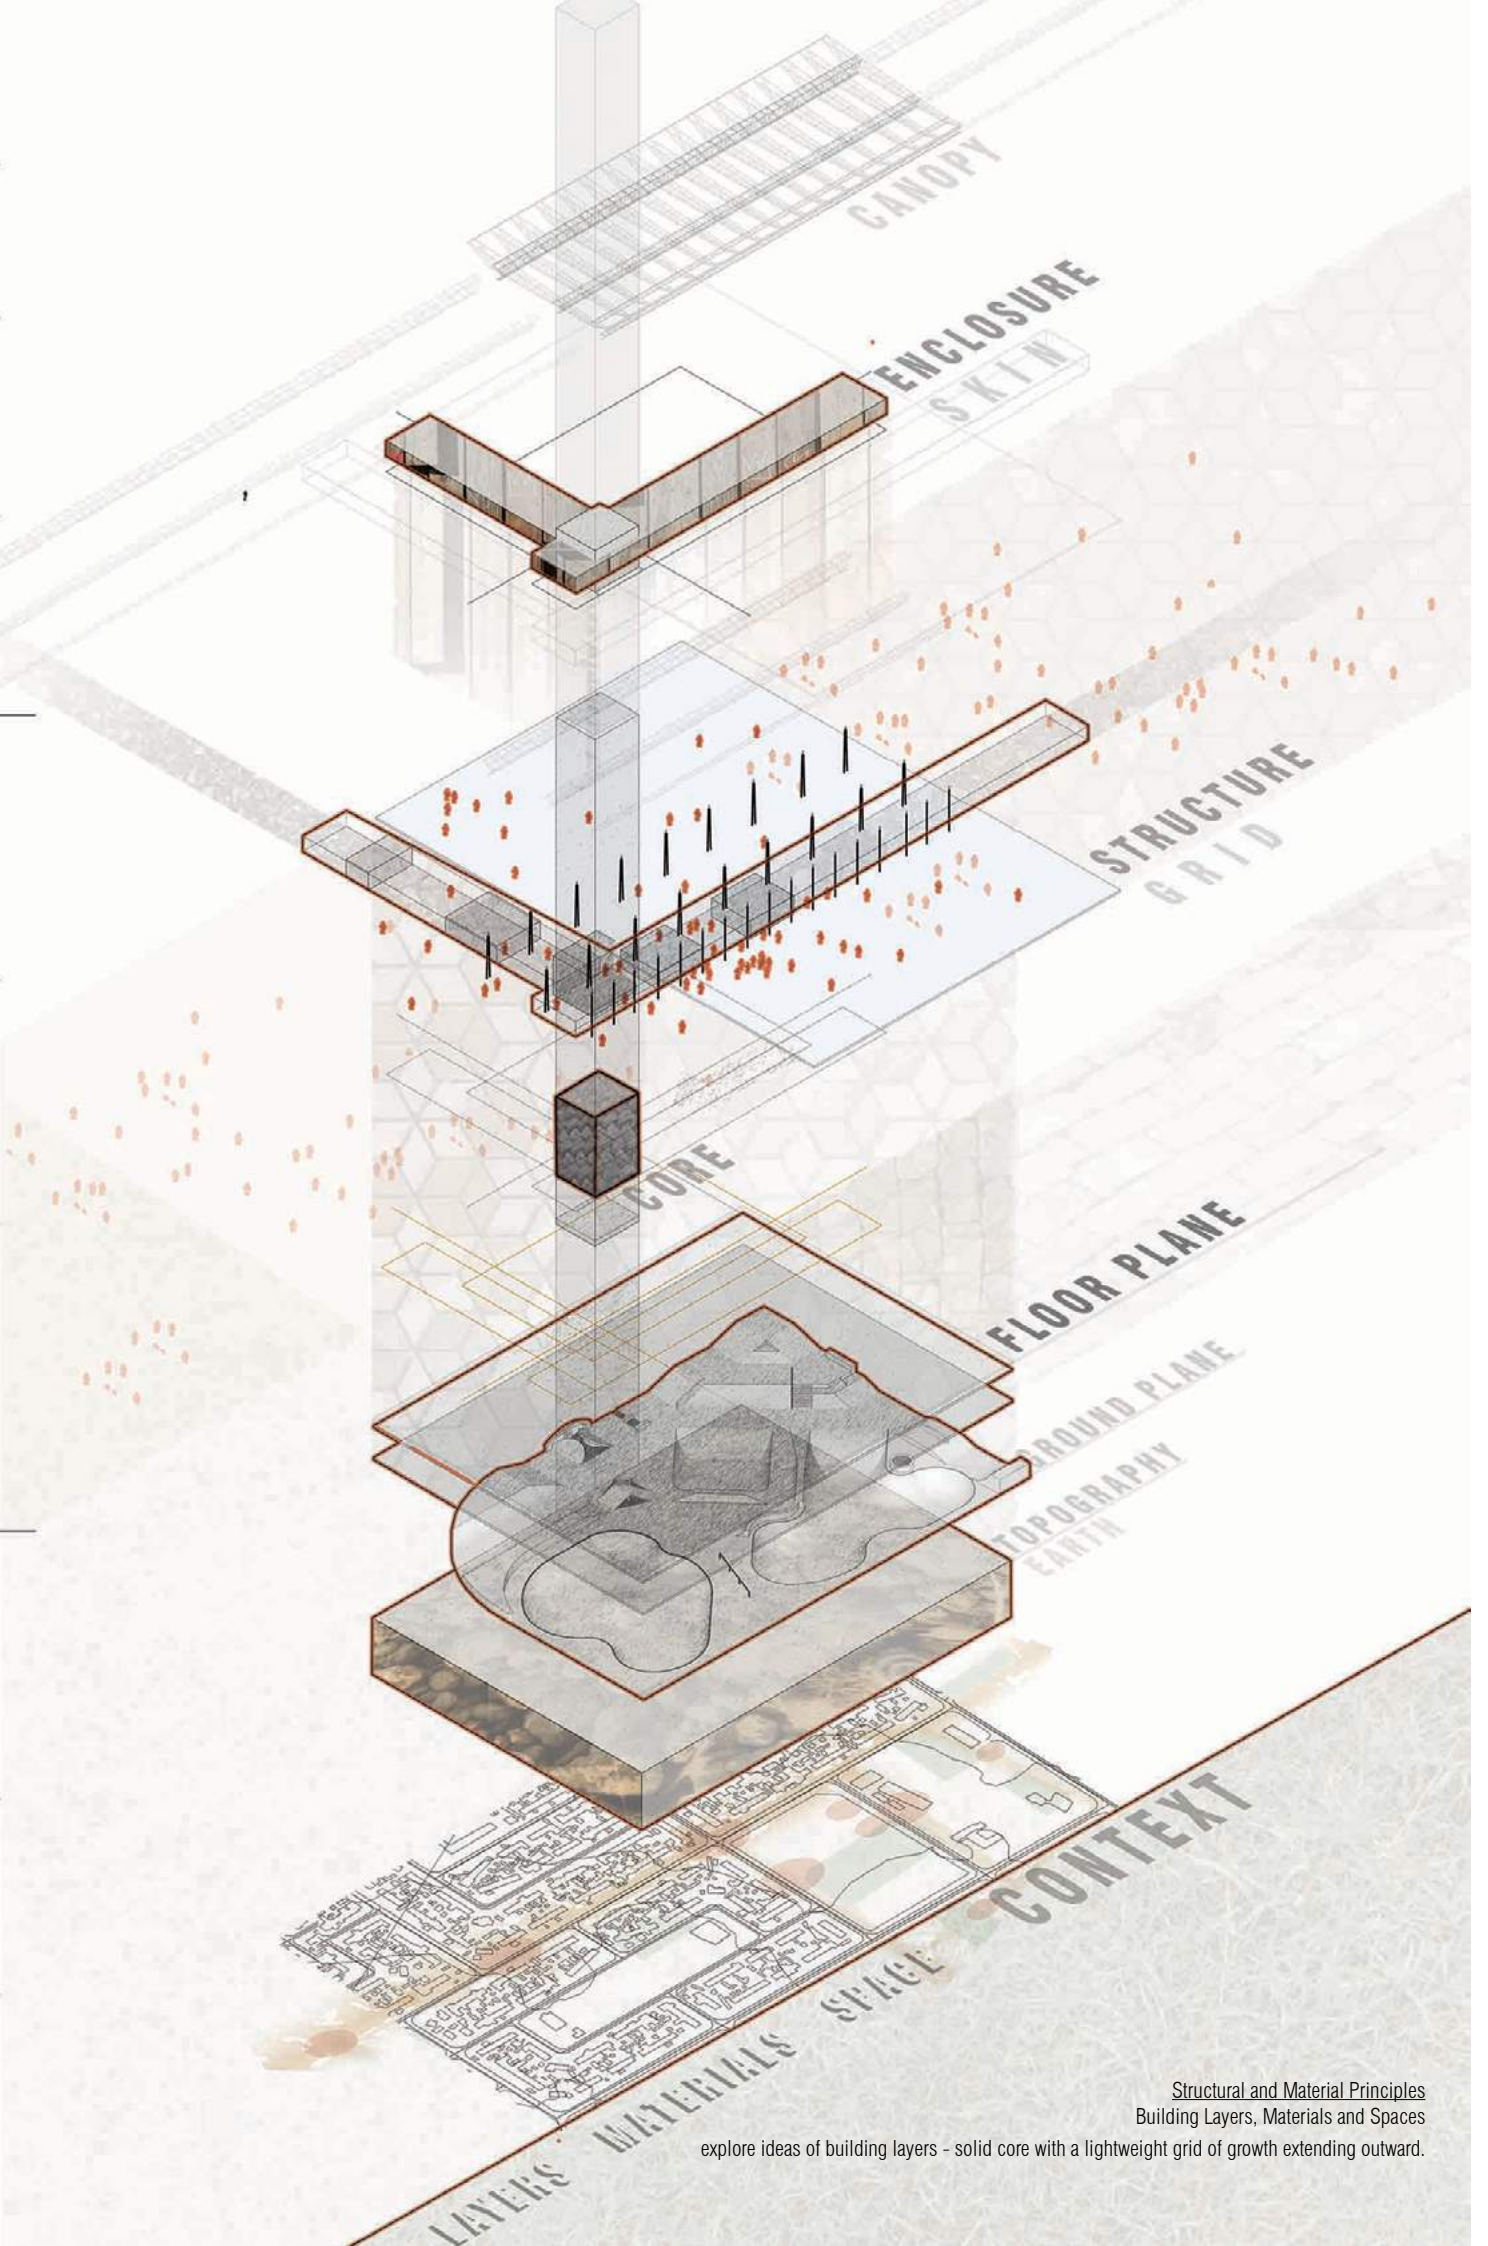 CANOPY
ENCLOSURE
SKIN
STRUCTURE
GRID
CORE
FLOOR PLANE
GROUND PLANE
TOPOGRAPHY
EARTH
CONTEXT
LAYERS MATERIALS SPACE
Structural and Material Principles
Building Layers, Materials and Spaces
explore ideas of building layers - solid core with a lightweight grid of growth extending outward.